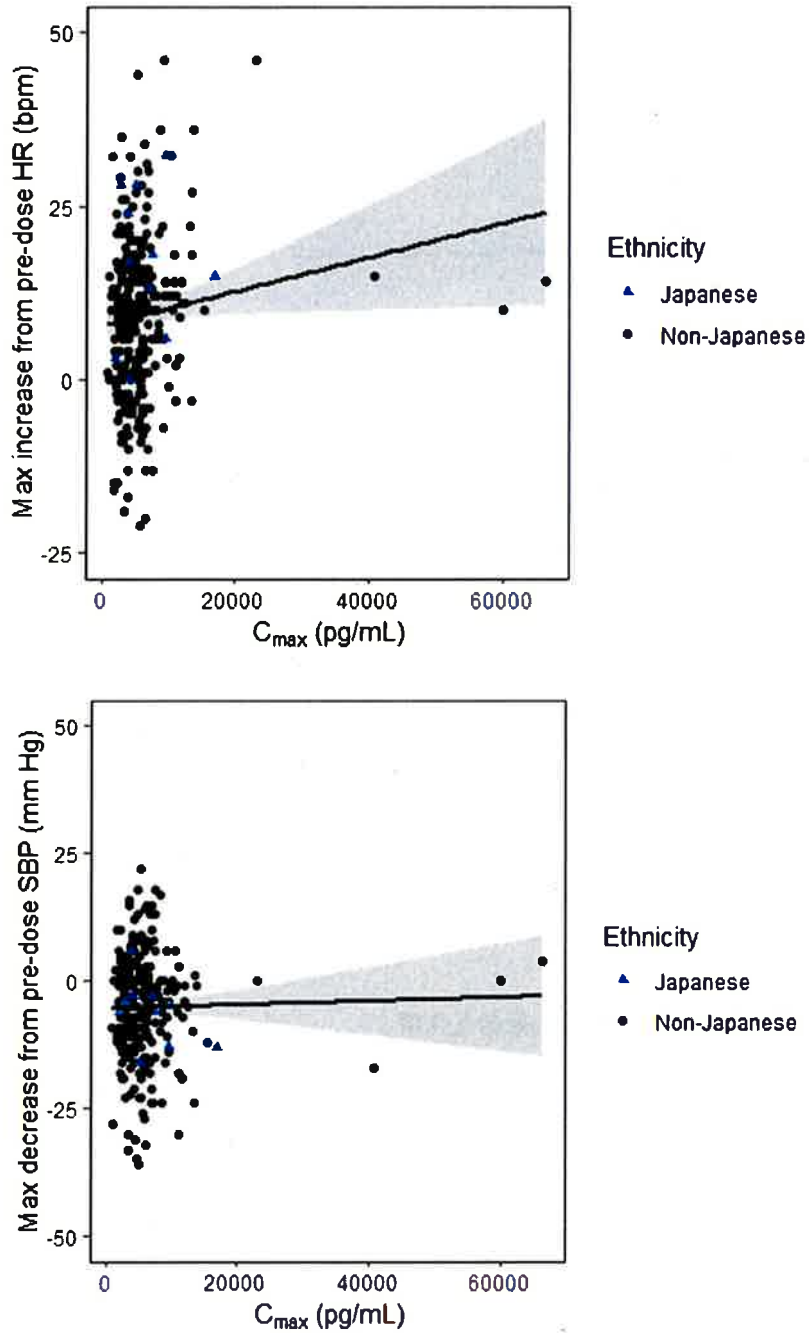 Max increase from pre-dose HR (bpm)
50
25
0
-25
0 20000 40000 60000
Cmax (pg/mL)
Ethnicity
Japanese
Non-Japanese
Max decrease from pre-dose SBP (mm Hg)
50
25
0
-25
-50
0 20000 40000 60000
Cmax (pg/mL)
Ethnicity
Japanese
Non-Japanese